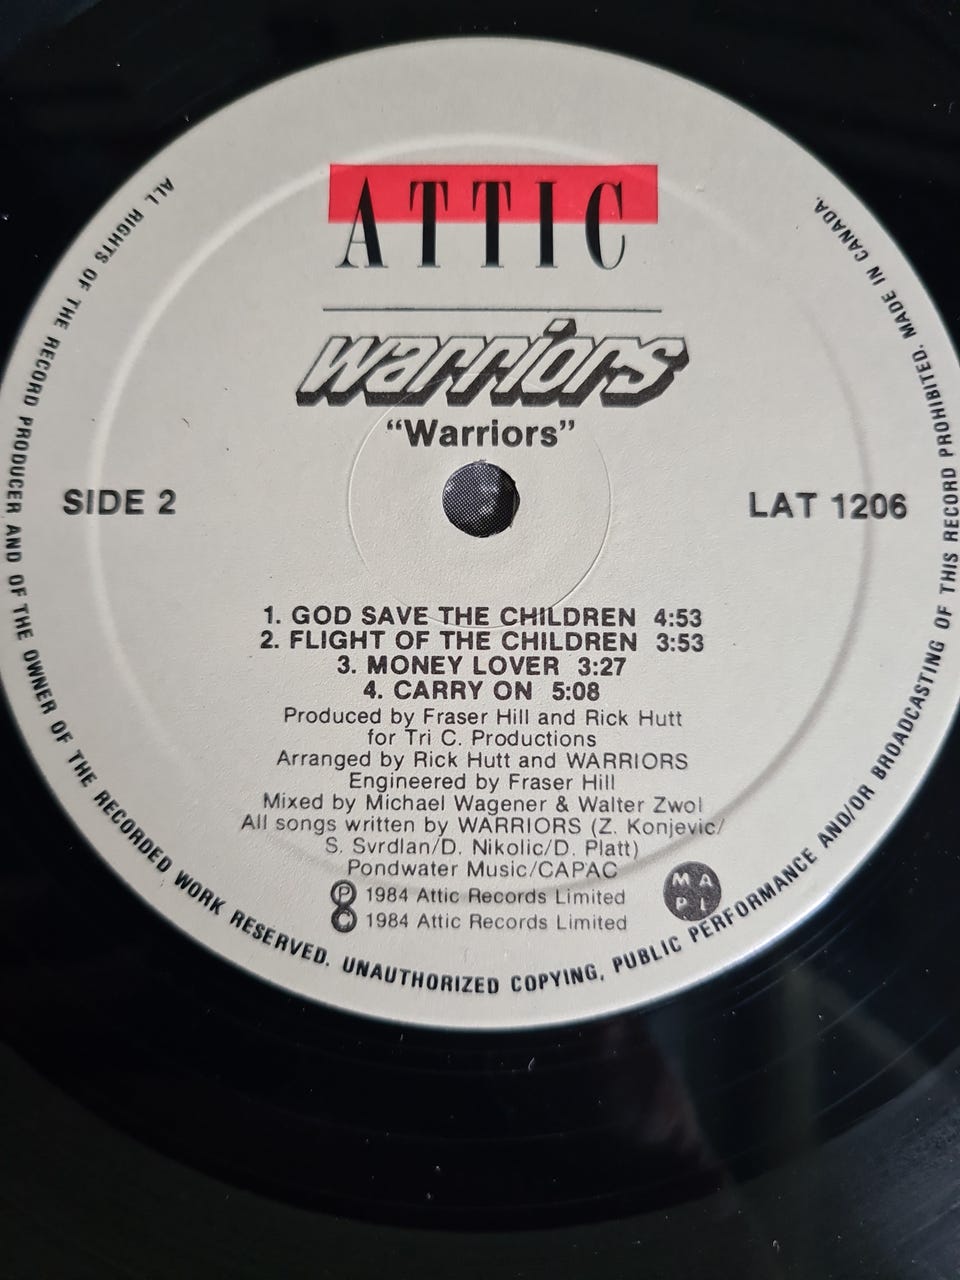 ATTIC
warriors
“Warriors”
SIDE 2
LAT 1206
1. GOD SAVE THE CHILDREN 4:53
2. FLIGHT OF THE CHILDREN 3:53
3. MONEY LOVER 3:27
4. CARRY ON 5:08
Produced by Fraser Hill and Rick Hutt
for Tri C. Productions
Arranged by Rick Hutt and WARRIORS
Engineered by Fraser Hill
Mixed by Michael Wagener & Walter Zwol
All songs written by WARRIORS (Z. Konjevic/
S. Svrdlan/D. Nikolic/D. Platt)
Pondwater Music/CAPAC
Ⓟ 1984 Attic Records Limited
© 1984 Attic Records Limited
M A
P L
ALL RIGHTS OF THE RECORD PRODUCER AND OF THE OWNER OF THE RECORDED WORK RESERVED. UNAUTHORIZED COPYING, PUBLIC PERFORMANCE AND/OR BROADCASTING OF THIS RECORD PROHIBITED. MADE IN CANADA.